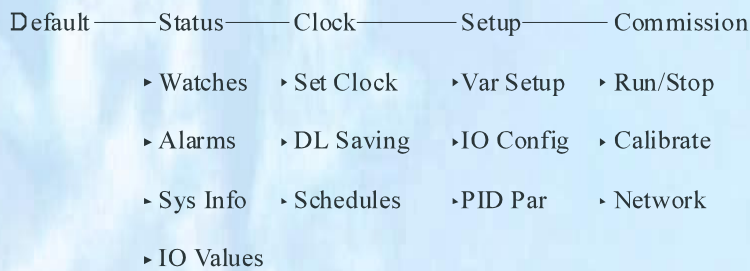 Default Status Clock Setup Commission
Watches Set Clock Var Setup Run/Stop
Alarms DL Saving IO Config Calibrate
Sys Info Schedules PID Par Network
IO Values